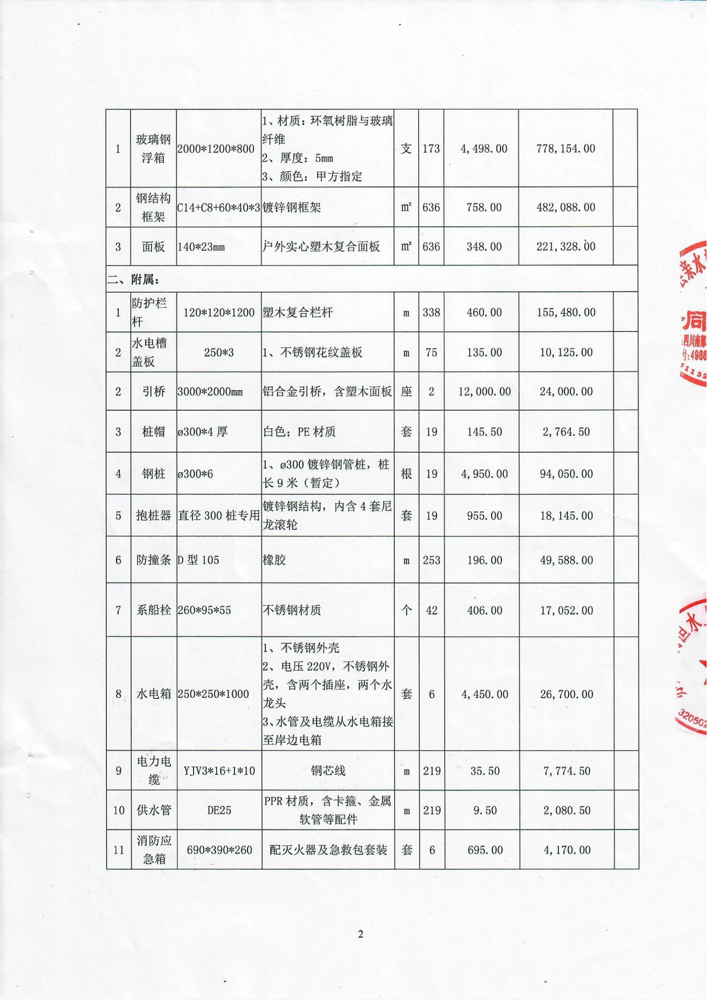 1 玻璃钢浮箱 2000*1200*800 1、材质：环氧树脂与玻璃纤维 2、厚度：5mm 3、颜色：甲方指定 支 173 4,498.00 778,154.00
2 钢结构框架 C14+C8+60*40*3 镀锌钢框架 ㎡ 636 758.00 482,088.00
3 面板 140*23mm 户外实心塑木复合面板 ㎡ 636 348.00 221,328.00
二、附属：
1 防护栏杆 120*120*1200 塑木复合栏杆 m 338 460.00 155,480.00
2 水电槽盖板 250*3 1、不锈钢花纹盖板 m 75 135.00 10,125.00
2 引桥 3000*2000mm 铝合金引桥，含塑木面板 座 2 12,000.00 24,000.00
3 桩帽 ø300*4 厚 白色；PE 材质 套 19 145.50 2,764.50
4 钢桩 ø300*6 1、ø300 镀锌钢管桩，桩长 9 米（暂定） 根 19 4,950.00 94,050.00
5 抱桩器 直径 300 桩专用 镀锌钢结构，内含 4 套尼龙滚轮 套 19 955.00 18,145.00
6 防撞条 D 型 105 橡胶 m 253 196.00 49,588.00
7 系船栓 260*95*55 不锈钢材质 个 42 406.00 17,052.00
8 水电箱 250*250*1000 1、不锈钢外壳 2、电压 220V，不锈钢外壳，含两个插座，两个水龙头 3、水管及电缆从水电箱接至岸边电箱 套 6 4,450.00 26,700.00
9 电力电缆 YJV3*16+1*10 铜芯线 m 219 35.50 7,774.50
10 供水管 DE25 PPR 材质，含卡箍、金属软管等配件 m 219 9.50 2,080.50
11 消防应急箱 690*390*260 配灭火器及急救包套装 套 6 695.00 4,170.00
2
亲水
同
四川南
号:4986
51132
水
320502